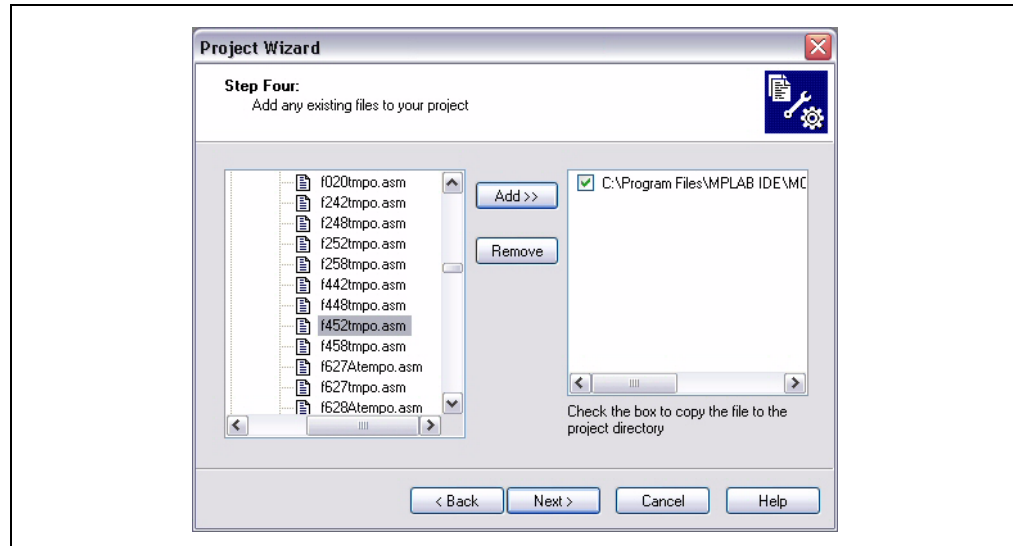 Project Wizard
Step Four:
Add any existing files to your project
f020tmpo.asm
f242tmpo.asm
f248tmpo.asm
f252tmpo.asm
f258tmpo.asm
f442tmpo.asm
f448tmpo.asm
f452tmpo.asm
f458tmpo.asm
f627Atempo.asm
f627tmpo.asm
f628Atempo.asm
Add >>
Remove
C:\Program Files\MPLAB IDE\MC
Check the box to copy the file to the
project directory
< Back
Next >
Cancel
Help